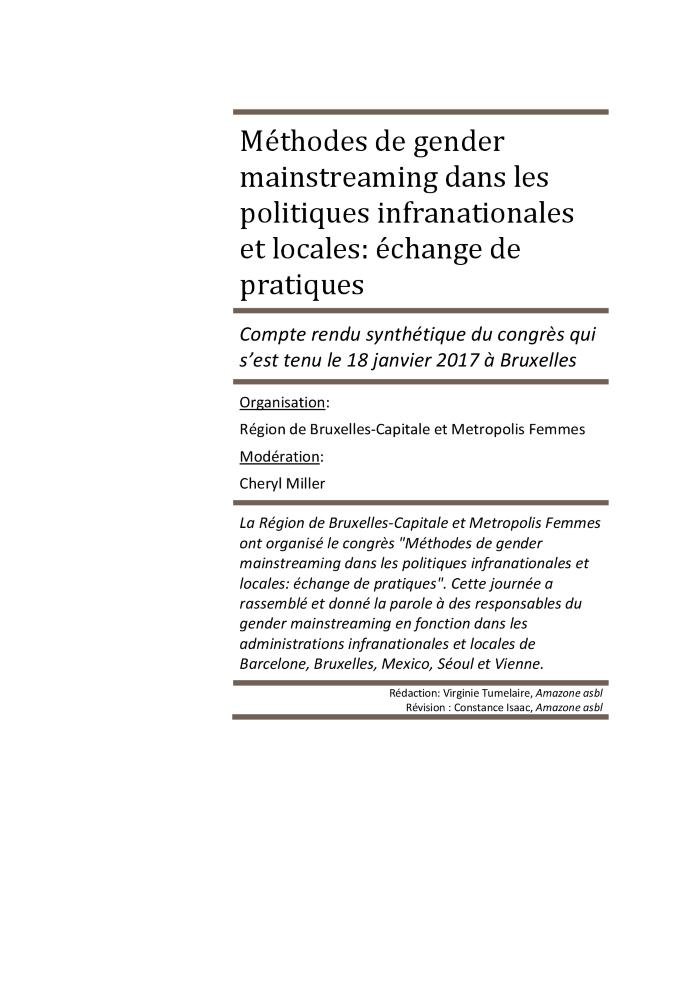 Méthodes de gender
mainstreaming dans les
politiques infranationales
et locales: échange de
pratiques
Compte rendu synthétique du congrès qui
s’est tenu le 18 janvier 2017 à Bruxelles
Organisation:
Région de Bruxelles-Capitale et Metropolis Femmes
Modération:
Cheryl Miller
La Région de Bruxelles-Capitale et Metropolis Femmes
ont organisé le congrès "Méthodes de gender
mainstreaming dans les politiques infranationales et
locales: échange de pratiques". Cette journée a
rassemblé et donné la parole à des responsables du
gender mainstreaming en fonction dans les
administrations infranationales et locales de
Barcelone, Bruxelles, Mexico, Séoul et Vienne.
Rédaction: Virginie Tumelaire, Amazone asbl
Révision : Constance Isaac, Amazone asbl